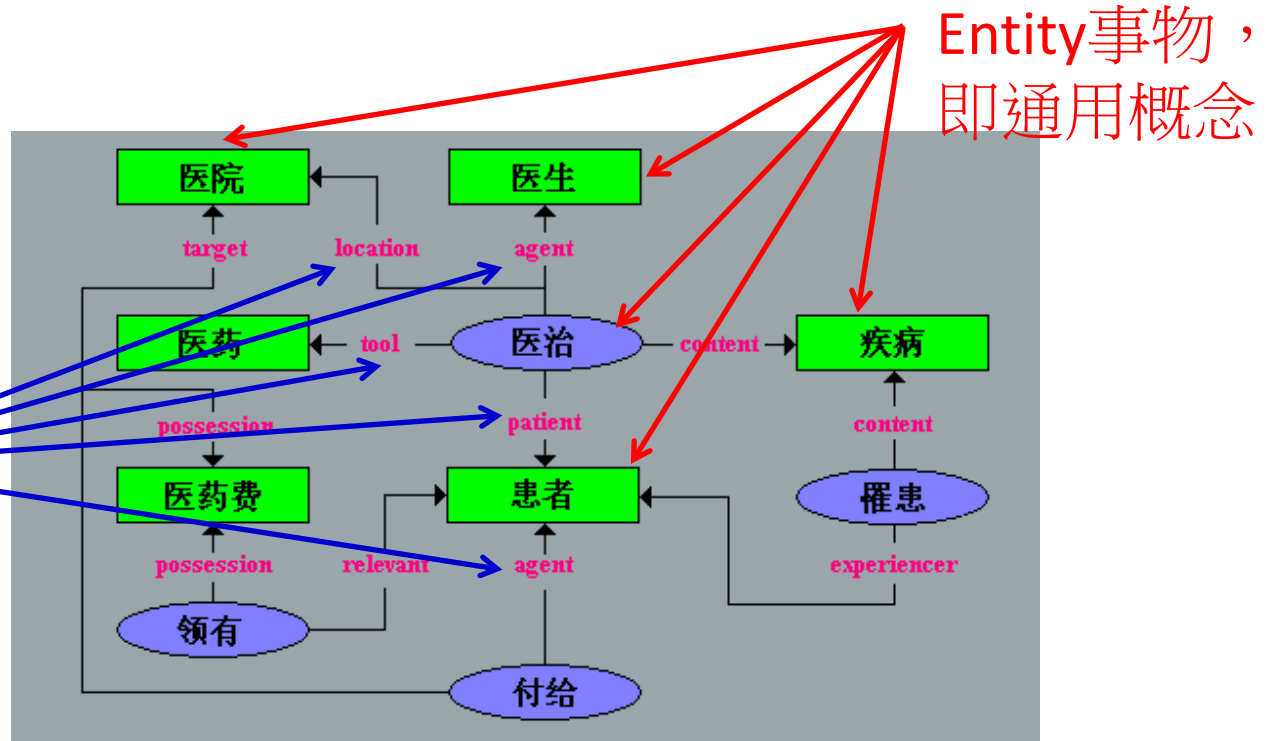 Entity事物，
即通用概念
医院
医生
target
location
agent
医药
tool
医治
content
疾病
possession
patient
content
医药费
患者
罹患
possession
relevant
agent
experiencer
领有
付给